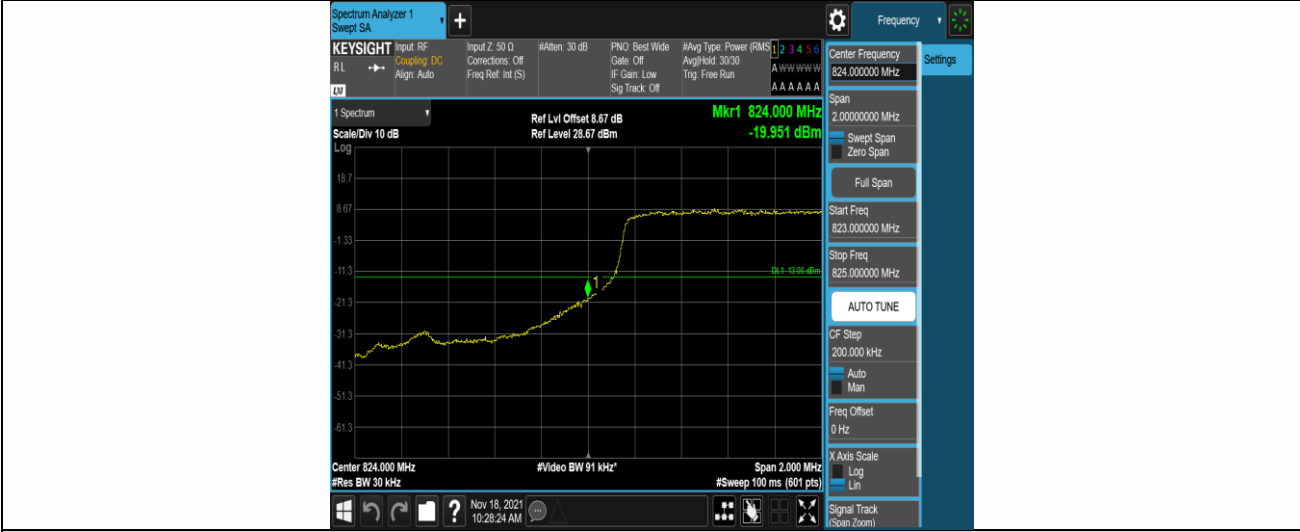 Spectrum Analyzer 1
Swept SA
+
Frequency
KEYSIGHT
RL
Input: RF
Coupling: DC
Align: Auto
Input Z: 50 Ω
Corrections: Off
Freq Ref: Int (S)
#Atten: 30 dB
PNO: Best Wide
Gate: Off
IF Gain: Low
Sig Track: Off
#Avg Type: Power (RMS
Avg|Hold: 30/30
Trig: Free Run
1 2 3 4 5 6
A W W W W W
A A A A A A
1 Spectrum
Scale/Div 10 dB
Log
Ref Lvl Offset 8.67 dB
Ref Level 28.67 dBm
Mkr1 824.000 MHz
-19.951 dBm
18.7
8.67
-1.33
-11.3
-21.3
-31.3
-41.3
-51.3
-61.3
DL1 -13.00 dBm
1
Center 824.000 MHz
#Res BW 30 kHz
#Video BW 91 kHz*
Span 2.000 MHz
#Sweep 100 ms (601 pts)
?
Nov 18, 2021
10:28:24 AM
Center Frequency
824.000000 MHz
Settings
Span
2.00000000 MHz
Swept Span
Zero Span
Full Span
Start Freq
823.000000 MHz
Stop Freq
825.000000 MHz
AUTO TUNE
CF Step
200.000 kHz
Auto
Man
Freq Offset
0 Hz
X Axis Scale
Log
Lin
Signal Track
(Span Zoom)